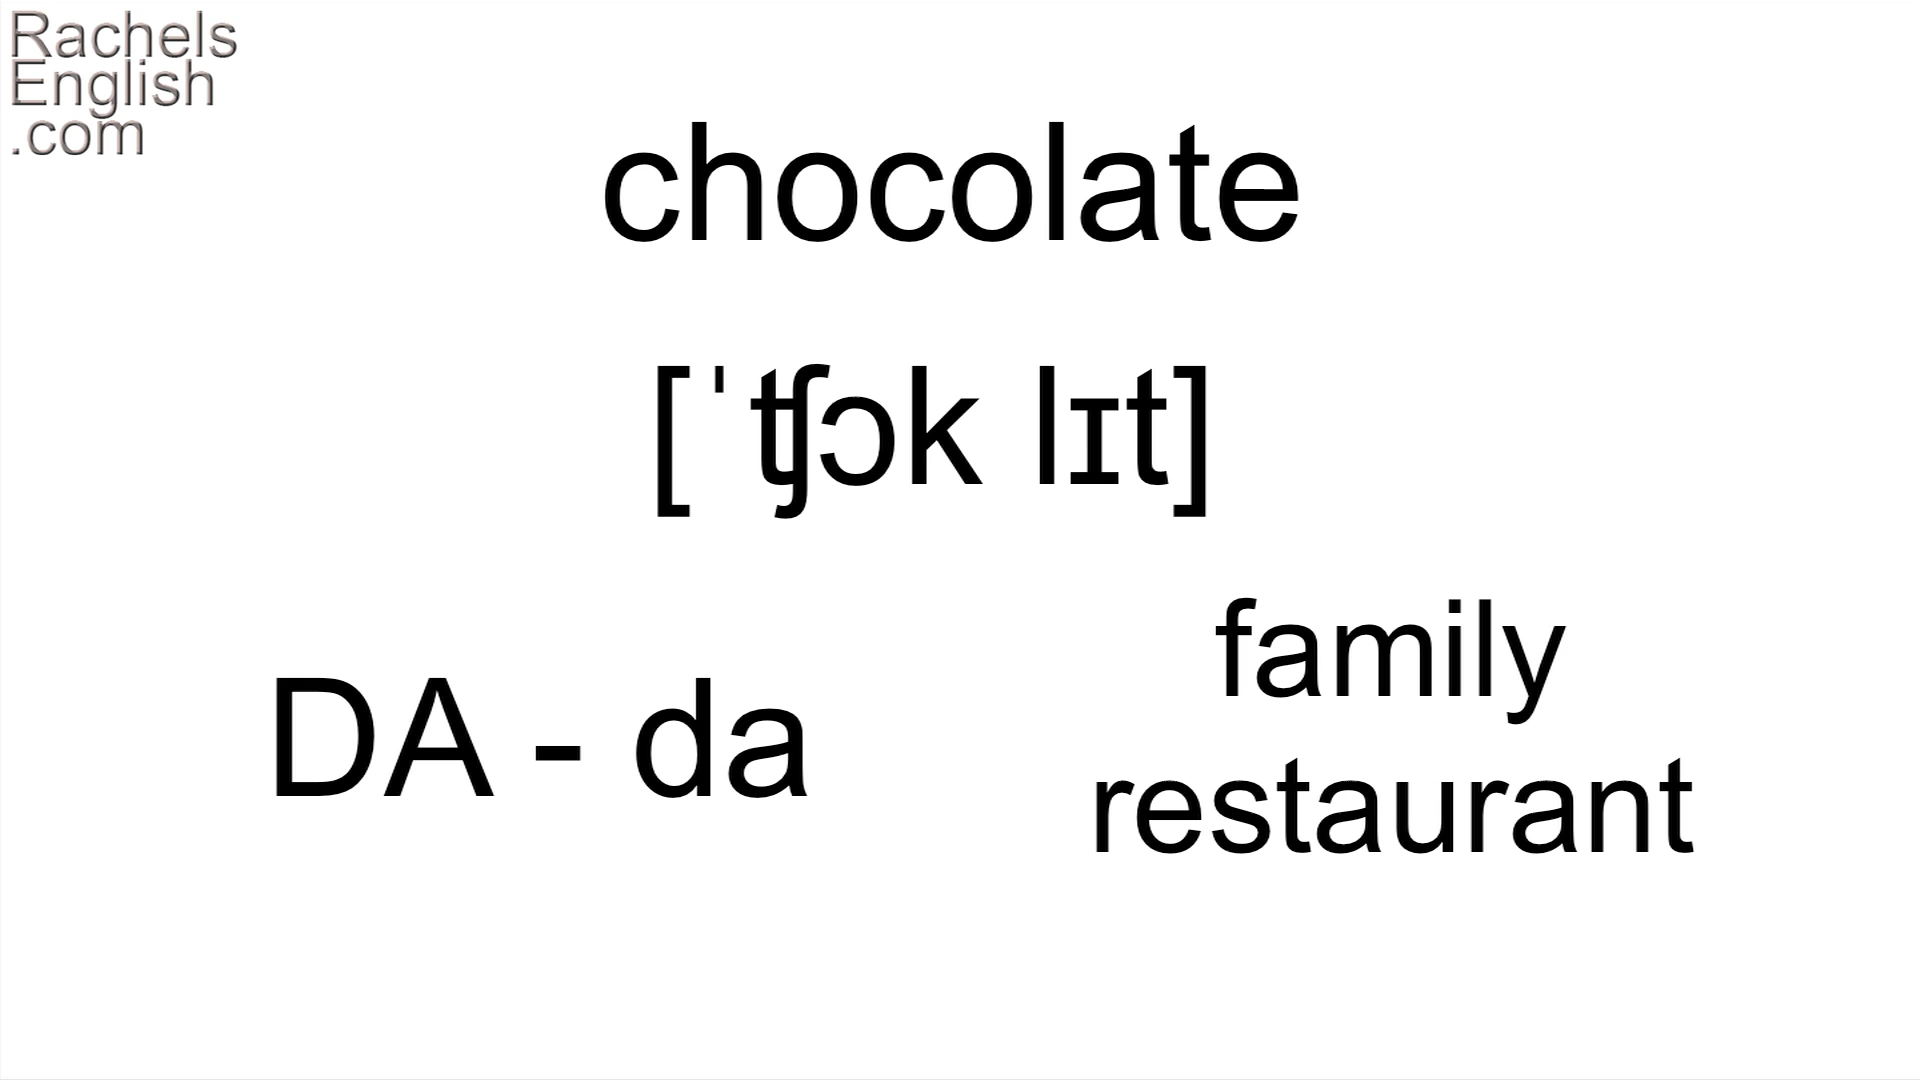 Rachels
English
.com
chocolate
[ˈʧɔk lɪt]
DA - da
family
restaurant